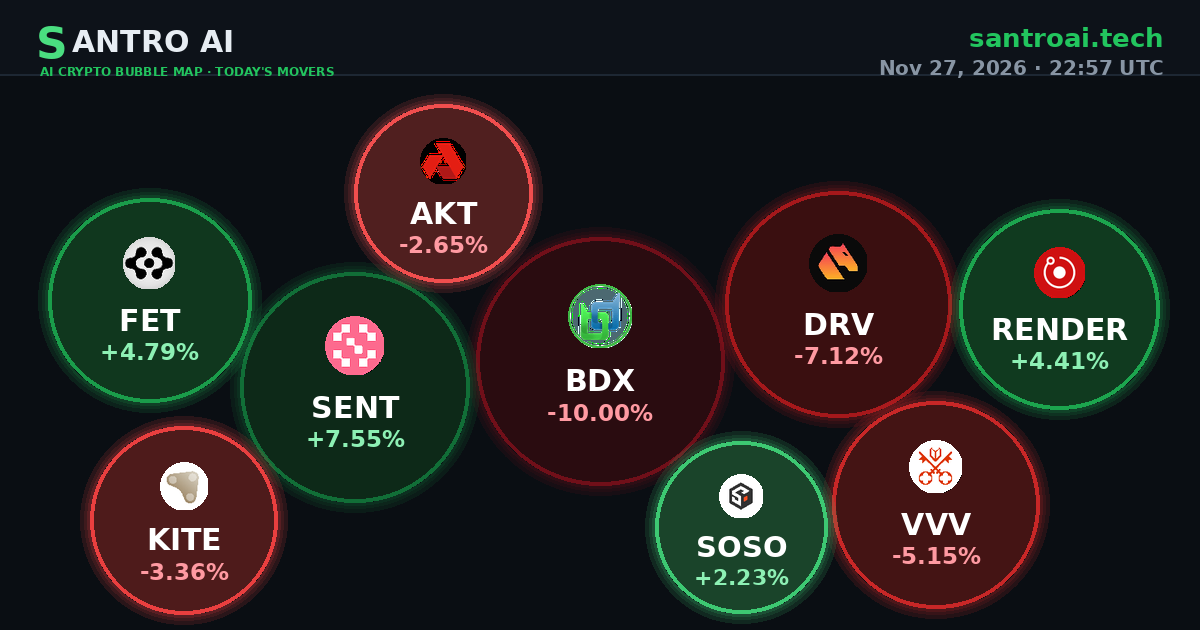 SANTRO AI
AI CRYPTO BUBBLE MAP · TODAY'S MOVERS
santroai.tech
Nov 27, 2026 · 22:57 UTC
AKT
-2.65%
FET
+4.79%
SENT
+7.55%
BDX
-10.00%
DRV
-7.12%
RENDER
+4.41%
KITE
-3.36%
SOSO
+2.23%
VVV
-5.15%